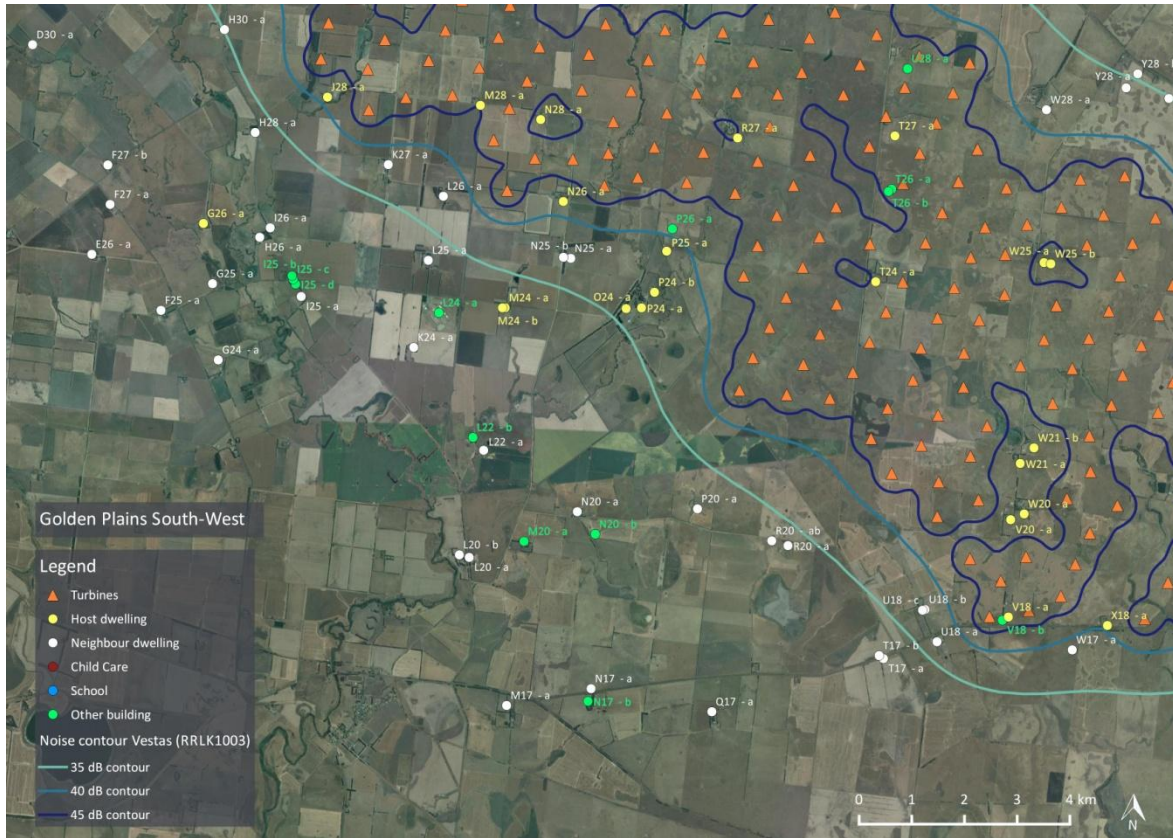 H30 - a
D30 - a
U28 - a
Y28 - a
Y28 -
J28 - a
M28 - a
N28 - a
W28 - a
H28 - a
R27 - a
T27 - a
F27 - b
K27 - a
F27 - a
L26 - a
N26 - a
T26 - a
T26 - b
G26 - a
I26 - a
P26 - a
H26 - a
E26 - a
L25 - a
N25 - b
N25 - a
P25 - a
W25 - a
W25 - b
I25 - b
I25 - c
I25 - d
G25 - a
I25 - a
F25 - a
T24 - a
P24 - b
L24 - a
M24 - a
M24 - b
O24 - a
P24 - a
K24 - a
G24 - a
L22 - b
L22 - a
W21 - b
W21 - a
N20 - a
P20 - a
W20 - a
V20 - a
M20 - a
N20 - b
R20 - ab
R20 - a
L20 - b
L20 - a
U18 - c
U18 - b
V18 - a
V18 - b
X18 - a
U18 - a
T17 - b
T17 - a
W17 - a
N17 - a
M17 - a
N17 - b
Q17 - a
Golden Plains South-West
Legend
Turbines
Host dwelling
Neighbour dwelling
Child Care
School
Other building
Noise contour Vestas (RRLK1003)
35 dB contour
40 dB contour
45 dB contour
0 2 4 km
N